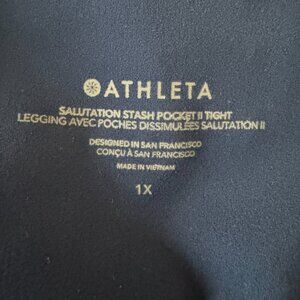 ATHLETA
SALUTATION STASH POCKET II TIGHT
LEGGING AVEC POCHES DISSIMULÉES SALUTATION II
DESIGNED IN SAN FRANCISCO
CONÇU À SAN FRANCISCO
MADE IN VIETNAM
1X